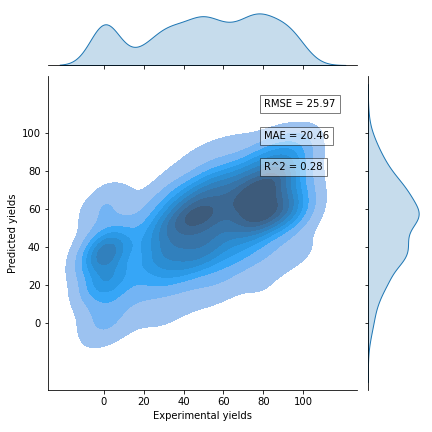 RMSE = 25.97
100
MAE = 20.46
80
R^2 = 0.28
60
Predicted yields
40
20
0
0 20 40 60 80 100
Experimental yields